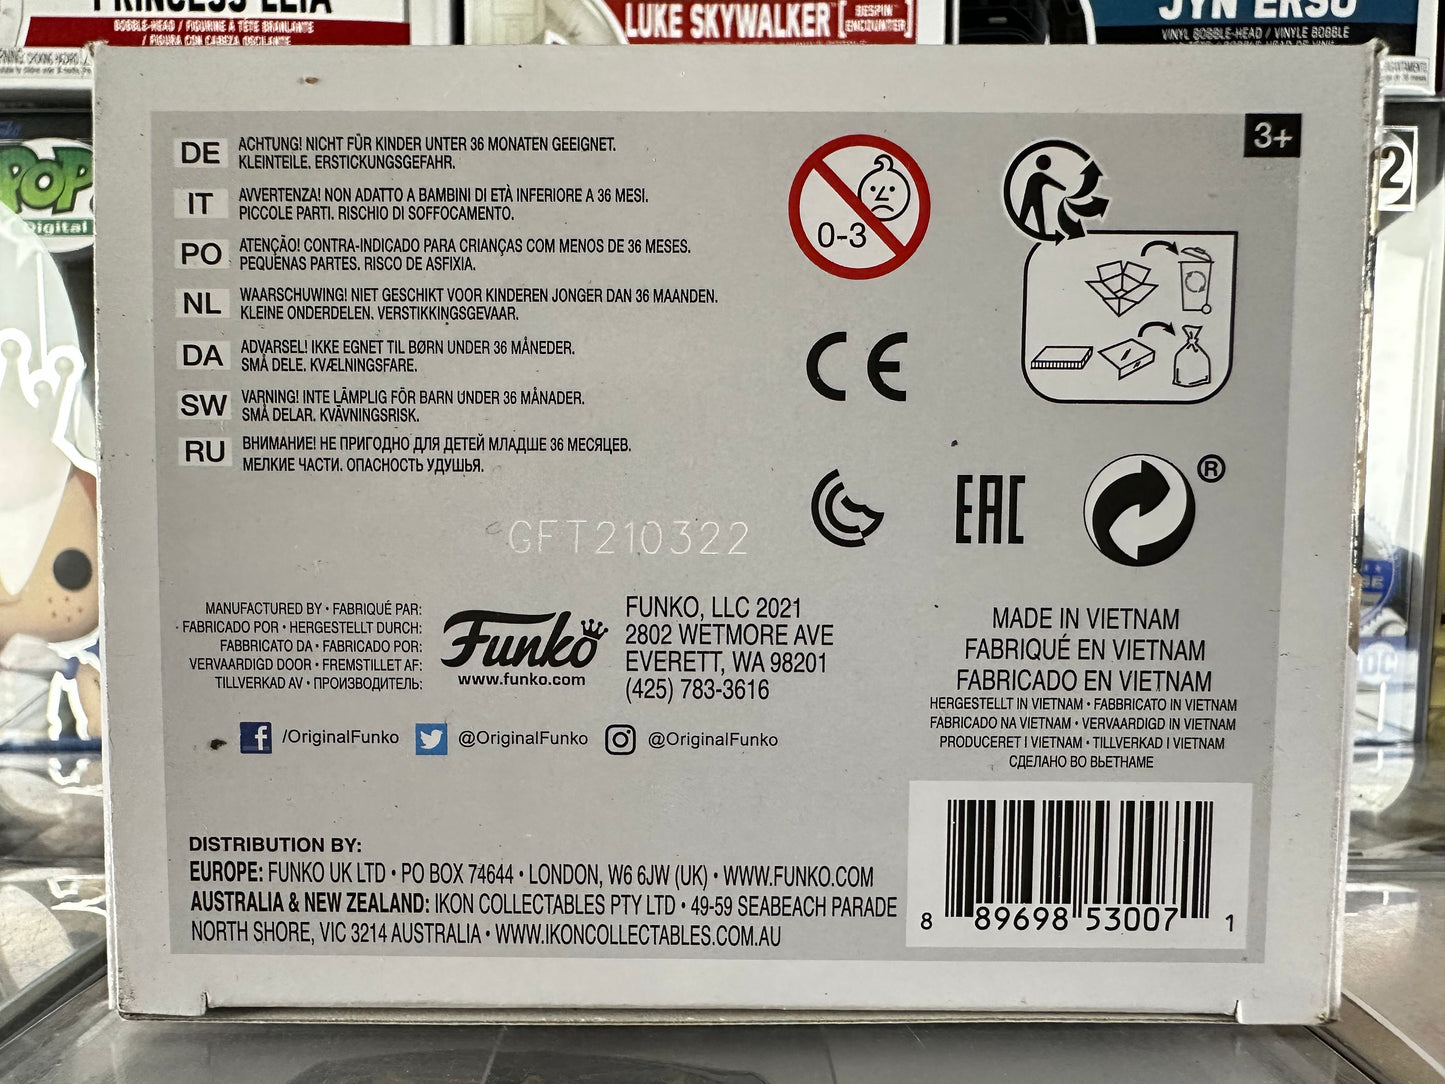 PRINCESS LEIA
BOBBLE-HEAD / FIGURINE À TÊTE BRANLANTE
/ FIGURA CON CABEZA OSCILANTE
LUKE SKYWALKER [BESPIN
ENCOUNTER]
JYN ERSO
VINYL BOBBLE-HEAD / VINYLE BOBBLE
POP
Digital
3+
DE ACHTUNG! NICHT FÜR KINDER UNTER 36 MONATEN GEEIGNET.
KLEINTEILE. ERSTICKUNGSGEFAHR.
IT AVVERTENZA! NON ADATTO A BAMBINI DI ETÀ INFERIORE A 36 MESI.
PICCOLE PARTI. RISCHIO DI SOFFOCAMENTO.
PO ATENÇÃO! CONTRA-INDICADO PARA CRIANÇAS COM MENOS DE 36 MESES.
PEQUENAS PARTES. RISCO DE ASFIXIA.
NL WAARSCHUWING! NIET GESCHIKT VOOR KINDEREN JONGER DAN 36 MAANDEN.
KLEINE ONDERDELEN. VERSTIKKINGSGEVAAR.
DA ADVARSEL! IKKE EGNET TIL BØRN UNDER 36 MÅNEDER.
SMÅ DELE. KVÆLNINGSFARE.
SW VARNING! INTE LÄMPLIG FÖR BARN UNDER 36 MÅNADER.
SMÅ DELAR. KVÄVNINGSRISK.
RU ВНИМАНИЕ! НЕ ПРИГОДНО ДЛЯ ДЕТЕЙ МЛАДШЕ 36 МЕСЯЦЕВ.
МЕЛКИЕ ЧАСТИ. ОПАСНОСТЬ УДУШЬЯ.
0-3
CE
EAC
®
GFT210322
MANUFACTURED BY • FABRIQUÉ PAR:
FABRICADO POR • HERGESTELLT DURCH:
FABBRICATO DA • FABRICADO POR:
VERVAARDIGD DOOR • FREMSTILLET AF:
TILLVERKAD AV • ПРОИЗВОДИТЕЛЬ:
Funko
www.funko.com
FUNKO, LLC 2021
2802 WETMORE AVE
EVERETT, WA 98201
(425) 783-3616
MADE IN VIETNAM
FABRIQUÉ EN VIETNAM
FABRICADO EN VIETNAM
HERGESTELLT IN VIETNAM • FABBRICATO IN VIETNAM
FABRICADO NA VIETNAM • VERVAARDIGD IN VIETNAM
PRODUCERET I VIETNAM • TILLVERKAD I VIETNAM
СДЕЛАНО ВО ВЬЕТНАМЕ
/OriginalFunko @OriginalFunko @OriginalFunko
DISTRIBUTION BY:
EUROPE: FUNKO UK LTD • PO BOX 74644 • LONDON, W6 6JW (UK) • WWW.FUNKO.COM
AUSTRALIA & NEW ZEALAND: IKON COLLECTABLES PTY LTD • 49-59 SEABEACH PARADE
NORTH SHORE, VIC 3214 AUSTRALIA • WWW.IKONCOLLECTABLES.COM.AU
8 89698 53007 1